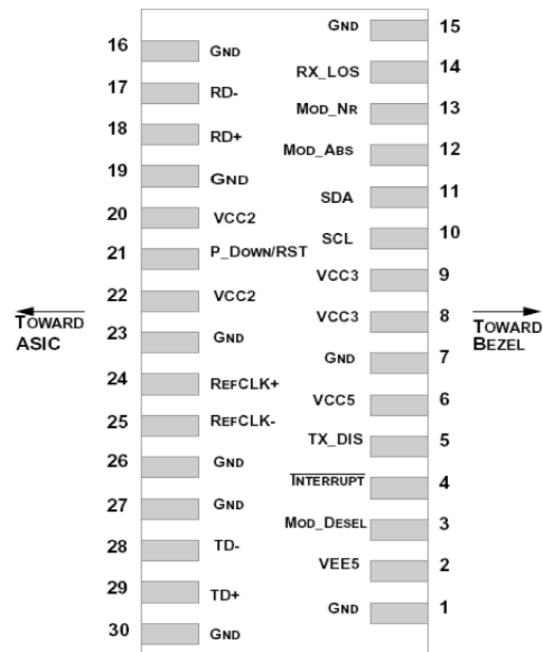 GND 15
16 GND
RX_LOS 14
17 RD-
MOD_NR 13
18 RD+
MOD_ABS 12
19 GND
SDA 11
20 VCC2
SCL 10
21 P_DOWN/RST
VCC3 9
22 VCC2
VCC3 8
TOWARD
ASIC
TOWARD
BEZEL
23 GND
GND 7
24 REFCLK+
VCC5 6
25 REFCLK-
TX_DIS 5
26 GND
INTERRUPT 4
27 GND
MOD_DESEL 3
28 TD-
VEE5 2
29 TD+
GND 1
30 GND